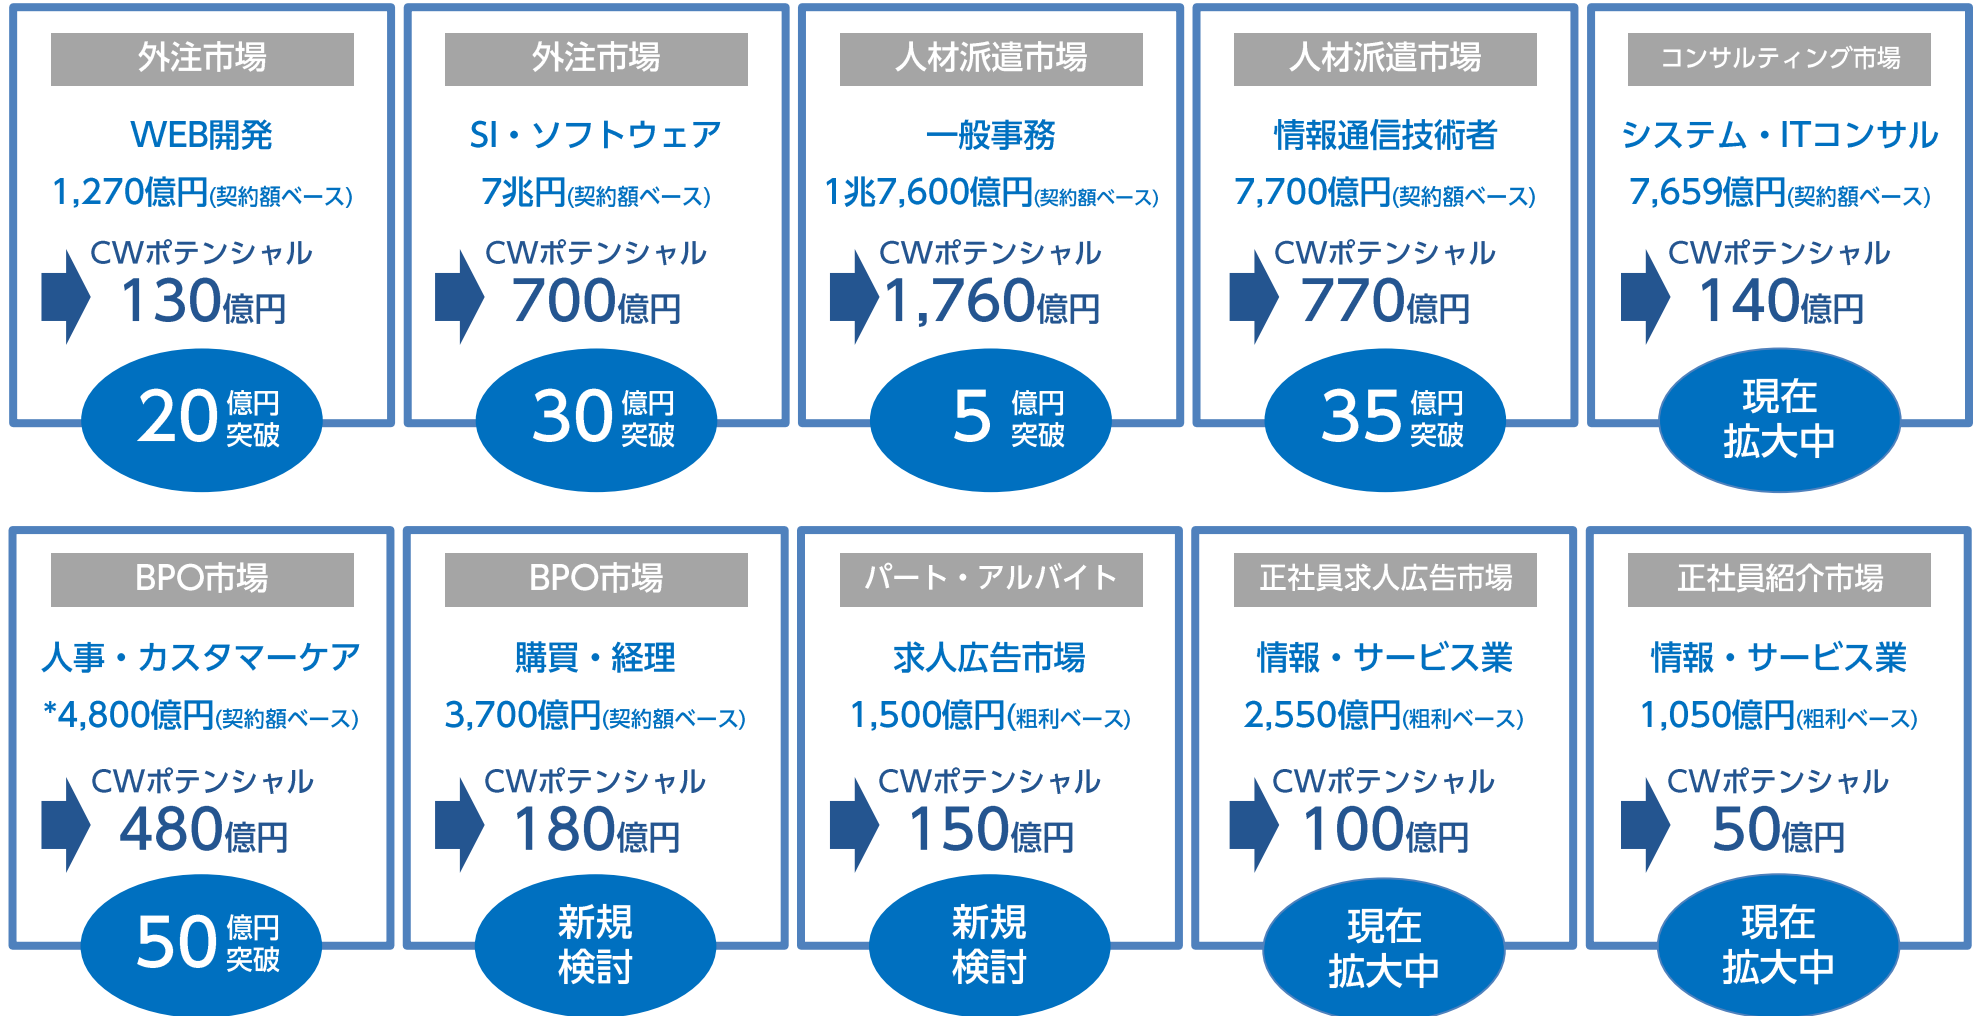 外注市場
WEB開発
1,270億円(契約額ベース)
CWポテンシャル
130億円
20億円
突破
外注市場
SI・ソフトウェア
7兆円(契約額ベース)
CWポテンシャル
700億円
30億円
突破
人材派遣市場
一般事務
1兆7,600億円(契約額ベース)
CWポテンシャル
1,760億円
5 億円
突破
人材派遣市場
情報通信技術者
7,700億円(契約額ベース)
CWポテンシャル
770億円
35億円
突破
コンサルティング市場
システム・ITコンサル
7,659億円(契約額ベース)
CWポテンシャル
140億円
現在
拡大中
BPO市場
人事・カスタマーケア
*4,800億円(契約額ベース)
CWポテンシャル
480億円
50億円
突破
BPO市場
購買・経理
3,700億円(契約額ベース)
CWポテンシャル
180億円
新規
検討
パート・アルバイト
求人広告市場
1,500億円(粗利ベース)
CWポテンシャル
150億円
新規
検討
正社員求人広告市場
情報・サービス業
2,550億円(粗利ベース)
CWポテンシャル
100億円
現在
拡大中
正社員紹介市場
情報・サービス業
1,050億円(粗利ベース)
CWポテンシャル
50億円
現在
拡大中